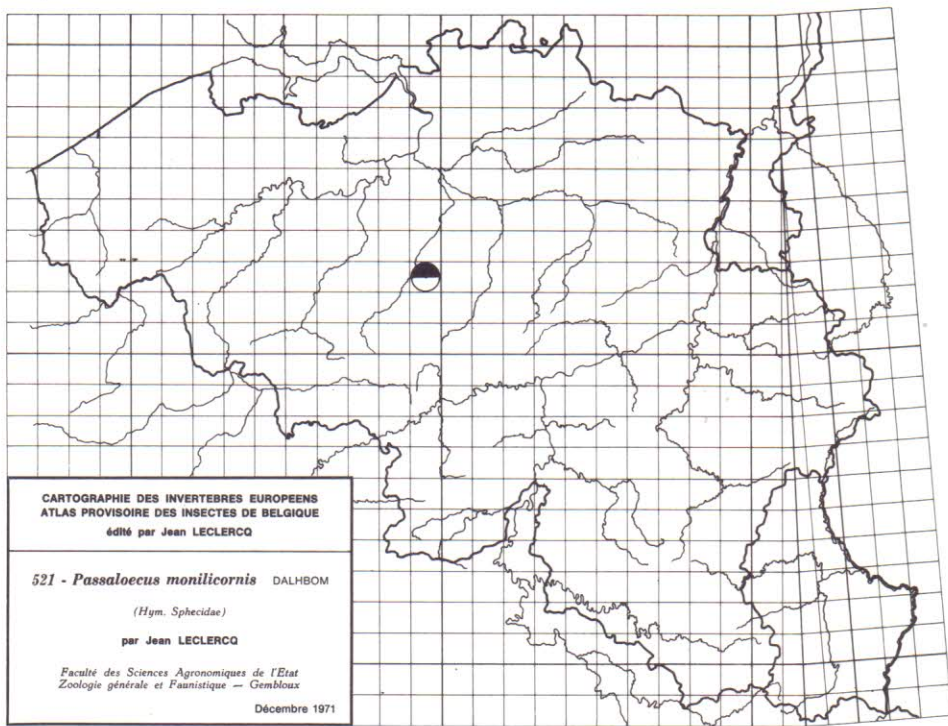 CARTOGRAPHIE DES INVERTEBRES EUROPEENS
ATLAS PROVISOIRE DES INSECTES DE BELGIQUE
édité par Jean LECLERCQ
521 - Passaloecus monilicornis DALHBOM
(Hym. Sphecidae)
par Jean LECLERCQ
Faculté des Sciences Agronomiques de l'Etat
Zoologie générale et Faunistique — Gembloux
Décembre 1971